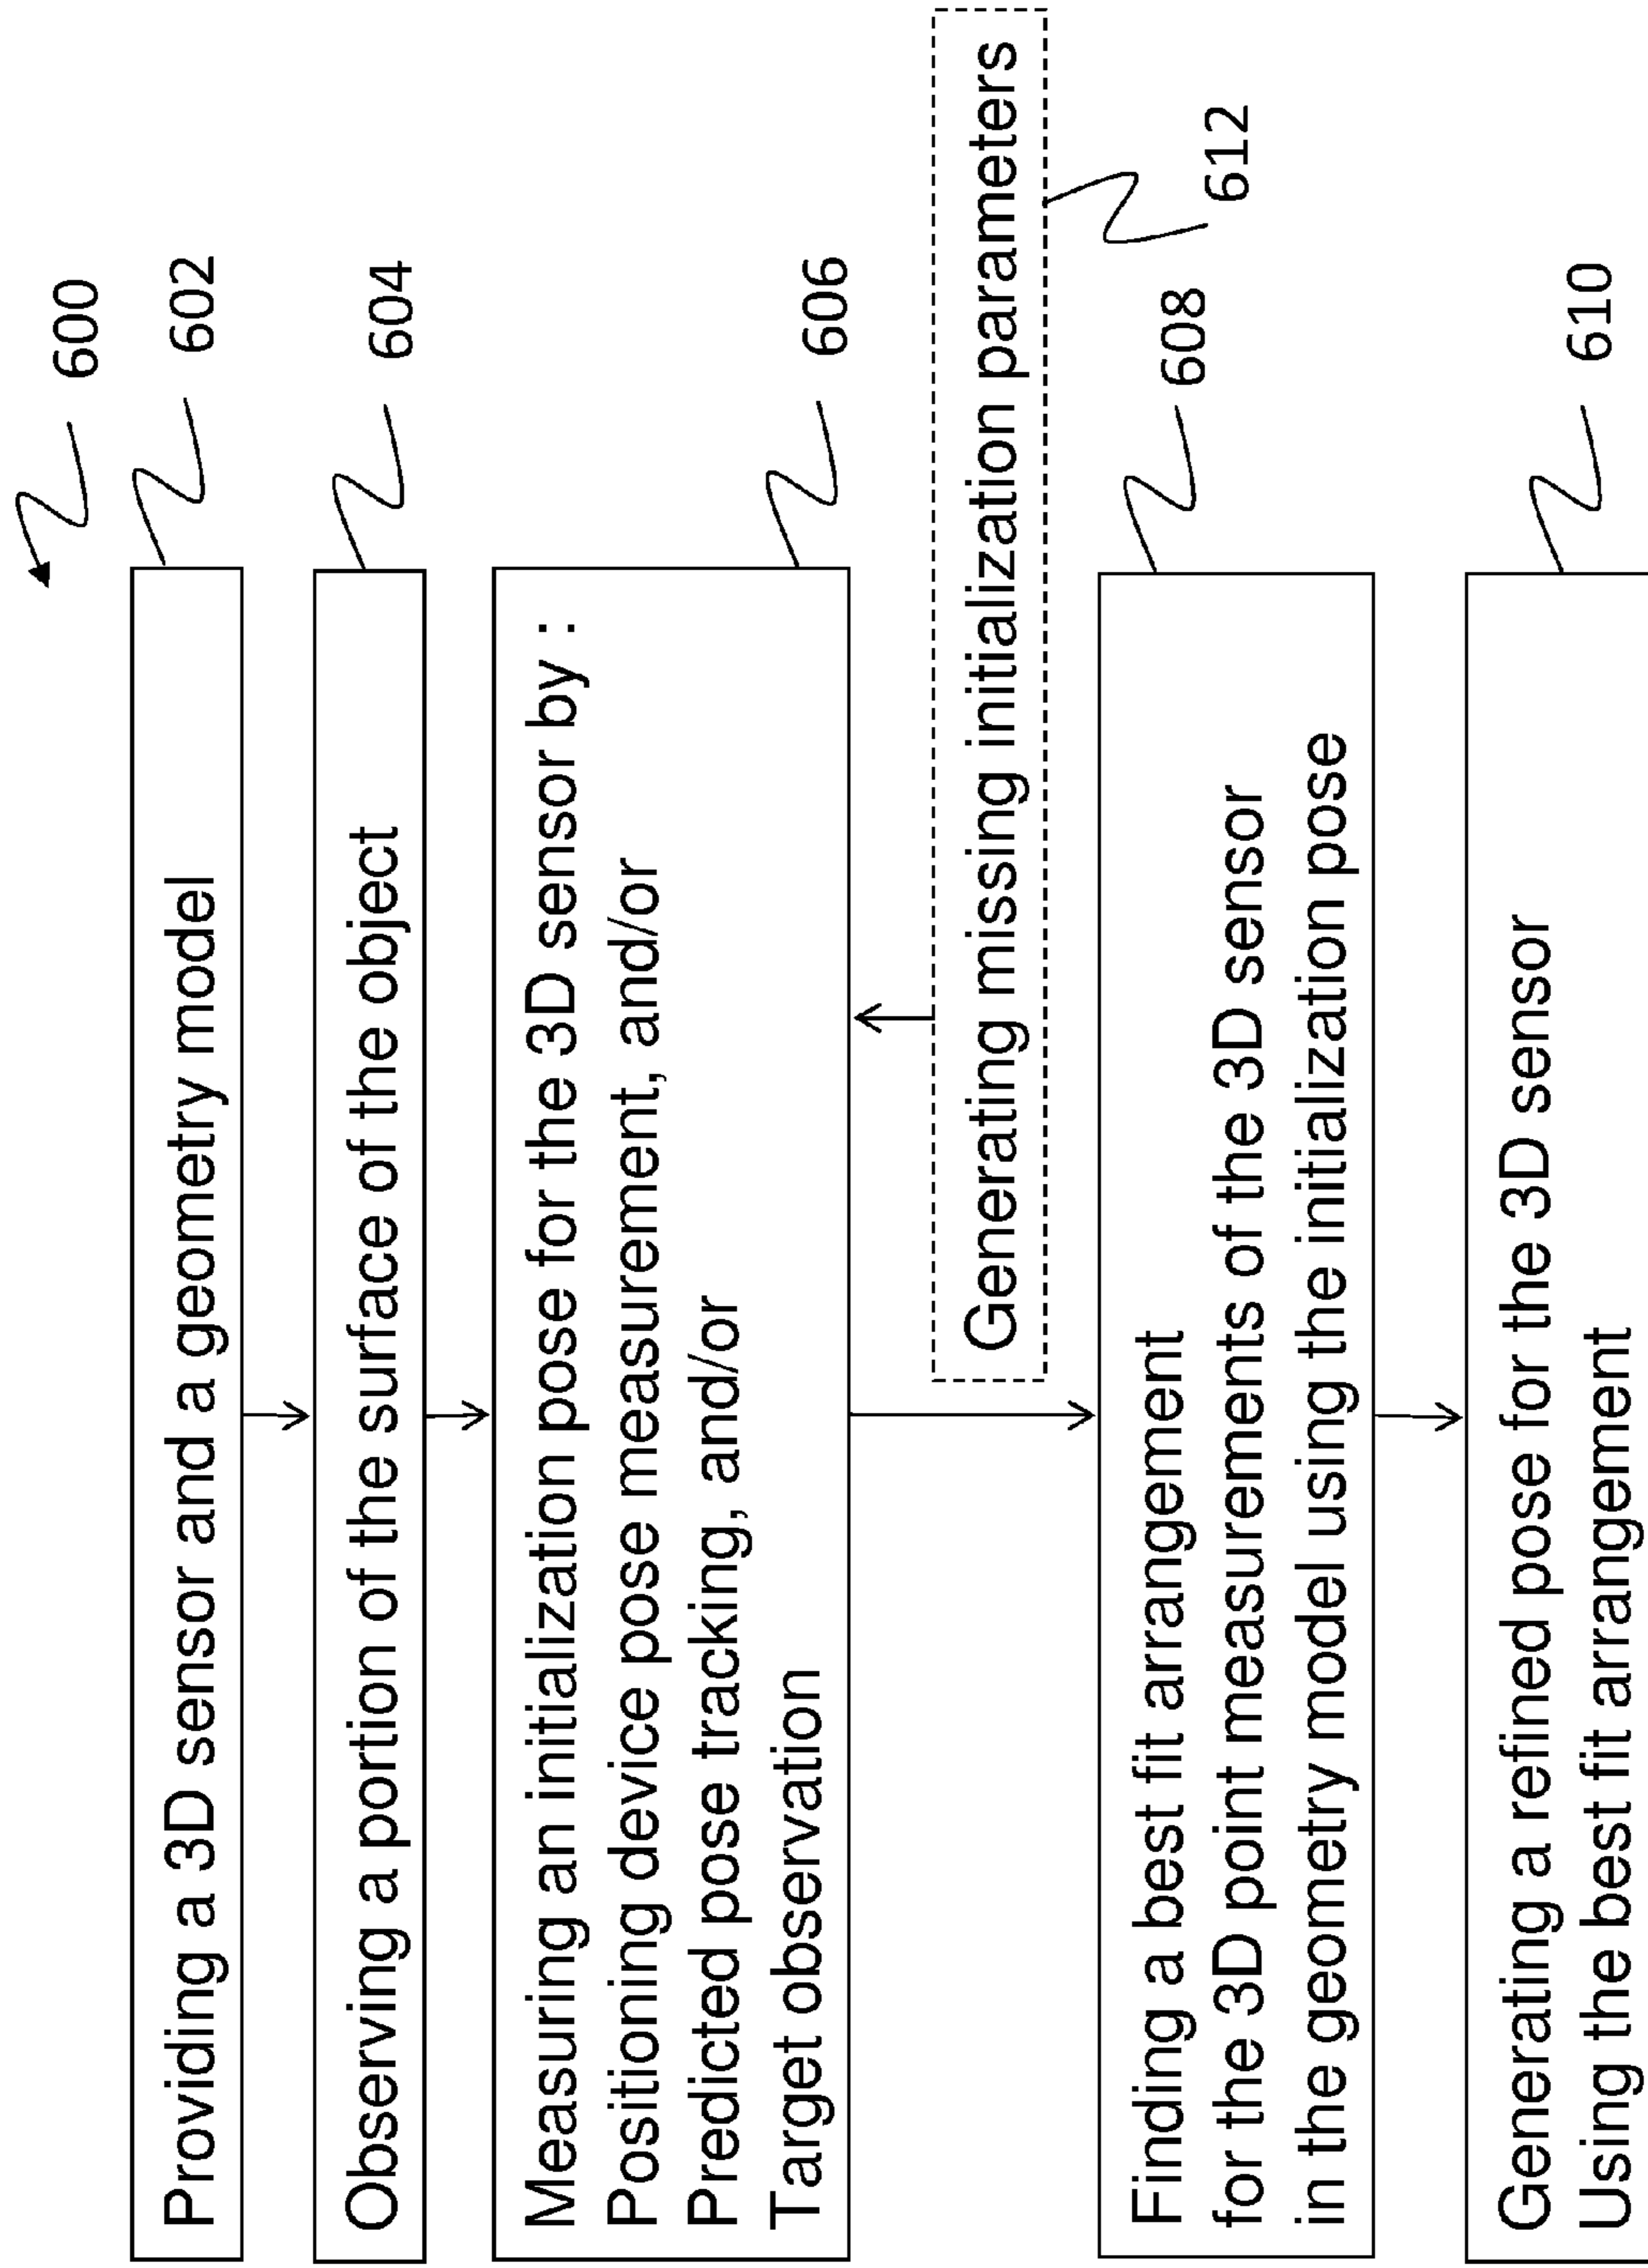 600
Providing a 3D sensor and a geometry model
602
Observing a portion of the surface of the object
604
Measuring an initialization pose for the 3D sensor by :
Positioning device pose measurement, and/or
Predicted pose tracking, and/or
Target observation
606
Generating missing initialization parameters
612
Finding a best fit arrangement
for the 3D point measurements of the 3D sensor
in the geometry model using the initialization pose
608
Generating a refined pose for the 3D sensor
Using the best fit arrangement
610